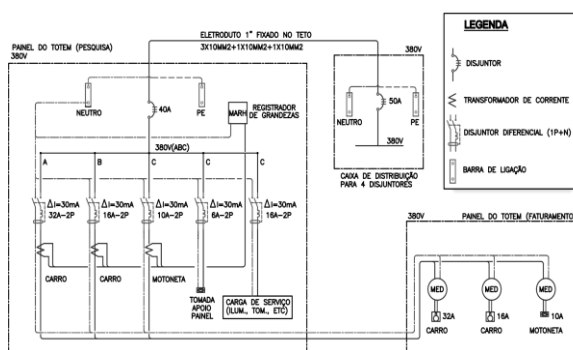 ELETRODUTO 1" FIXADO NO TETO
3X10MM2+1X10MM2+1X10MM2
PAINEL DO TOTEM (PESQUISA)
380V
380V
NEUTRO
40A
PE
MARH
REGISTRADOR
DE GRANDEZAS
NEUTRO
50A
PE
380V
CAIXA DE DISTRIBUIÇÃO
PARA 4 DISJUNTORES
LEGENDA
DISJUNTOR
TRANSFORMADOR DE CORRENTE
DISJUNTOR DIFERENCIAL (1P+N)
BARRA DE LIGAÇÃO
380V(ABC)
A B C C C
ΔI=30mA ΔI=30mA ΔI=30mA ΔI=30mA ΔI=30mA
32A-2P 16A-2P 10A-2P 6A-2P 16A-2P
CARRO CARRO MOTONETA
TOMADA
APOIO
PAINEL
CARGA DE SERVIÇO
(ILUM., TOM., ETC)
380V PAINEL DO TOTEM (FATURAMENTO
MED MED MED
32A 16A 10A
CARRO CARRO MOTONETA